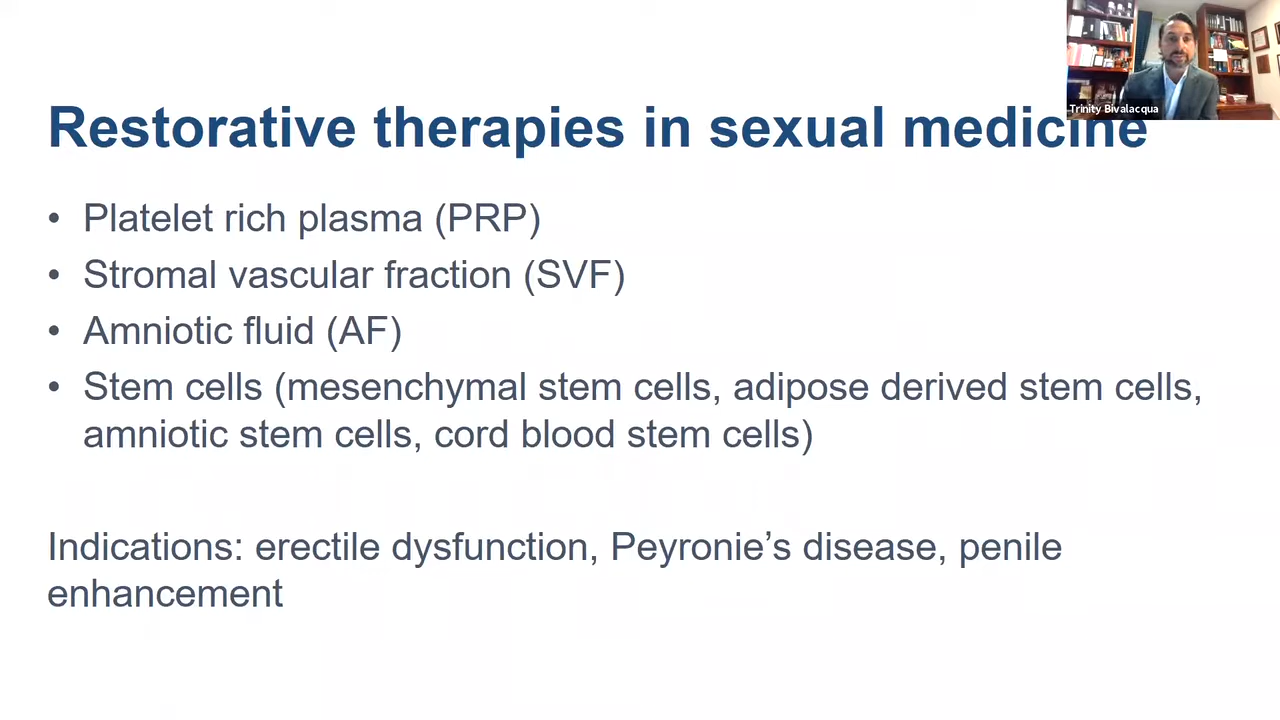 Trinity Bivalacqua
Restorative therapies in sexual medicine
• Platelet rich plasma (PRP)
• Stromal vascular fraction (SVF)
• Amniotic fluid (AF)
• Stem cells (mesenchymal stem cells, adipose derived stem cells,
amniotic stem cells, cord blood stem cells)
Indications: erectile dysfunction, Peyronie’s disease, penile
enhancement